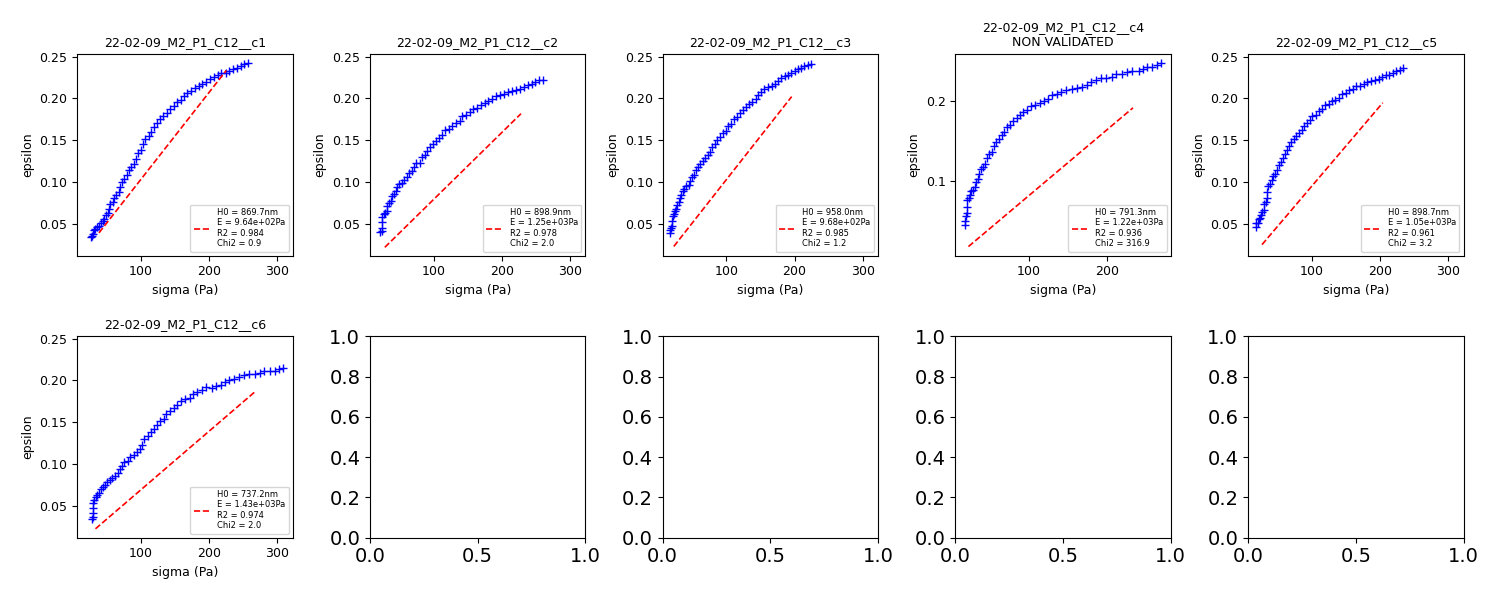 22-02-09_M2_P1_C12__c1
0.25
0.20
0.15
0.10
0.05
epsilon
100
200
300
sigma (Pa)
H0 = 869.7nm
E = 9.64e+02Pa
R2 = 0.984
Chi2 = 0.9
22-02-09_M2_P1_C12__c2
0.25
0.20
0.15
0.10
0.05
epsilon
100
200
300
sigma (Pa)
H0 = 898.9nm
E = 1.25e+03Pa
R2 = 0.978
Chi2 = 2.0
22-02-09_M2_P1_C12__c3
0.25
0.20
0.15
0.10
0.05
epsilon
100
200
300
sigma (Pa)
H0 = 958.0nm
E = 9.68e+02Pa
R2 = 0.985
Chi2 = 1.2
22-02-09_M2_P1_C12__c4
NON VALIDATED
0.2
0.1
epsilon
100
200
sigma (Pa)
H0 = 791.3nm
E = 1.22e+03Pa
R2 = 0.936
Chi2 = 316.9
22-02-09_M2_P1_C12__c5
0.25
0.20
0.15
0.10
0.05
epsilon
100
200
300
sigma (Pa)
H0 = 898.7nm
E = 1.05e+03Pa
R2 = 0.961
Chi2 = 3.2
22-02-09_M2_P1_C12__c6
0.25
0.20
0.15
0.10
0.05
epsilon
100
200
300
sigma (Pa)
H0 = 737.2nm
E = 1.43e+03Pa
R2 = 0.974
Chi2 = 2.0
1.0
0.8
0.6
0.4
0.2
0.0
0.0
0.5
1.0
1.0
0.8
0.6
0.4
0.2
0.0
0.0
0.5
1.0
1.0
0.8
0.6
0.4
0.2
0.0
0.0
0.5
1.0
1.0
0.8
0.6
0.4
0.2
0.0
0.0
0.5
1.0